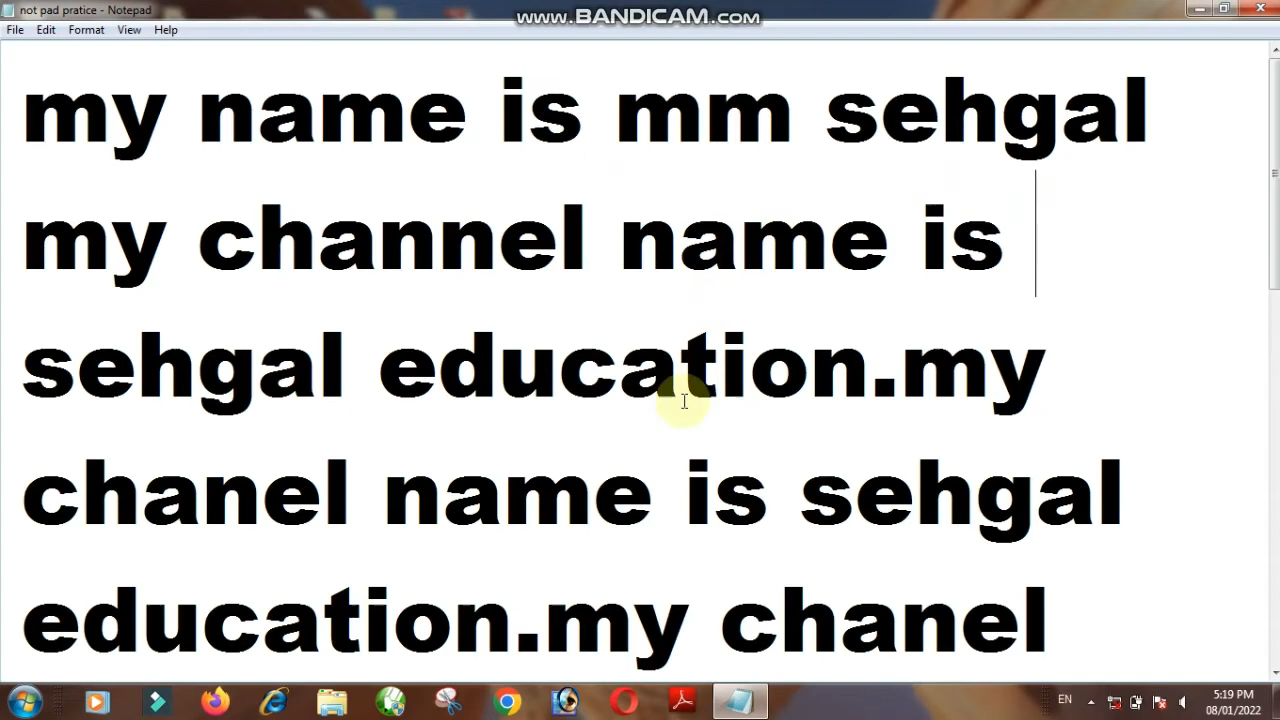 not pad pratice - Notepad
www.BANDICAM.com
File Edit Format View Help
my name is mm sehgal
my channel name is
sehgal education.my
chanel name is sehgal
education.my chanel
EN
5:19 PM
08/01/2022